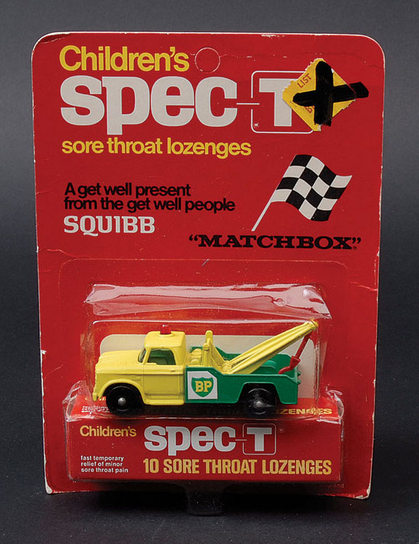 Children's
spec-T
LIST
sore throat lozenges
A get well present
from the get well people
SQUIBB
"MATCHBOX"
BP
Children's
spec-T
fast temporary
relief of minor
sore throat pain
10 SORE THROAT LOZENGES